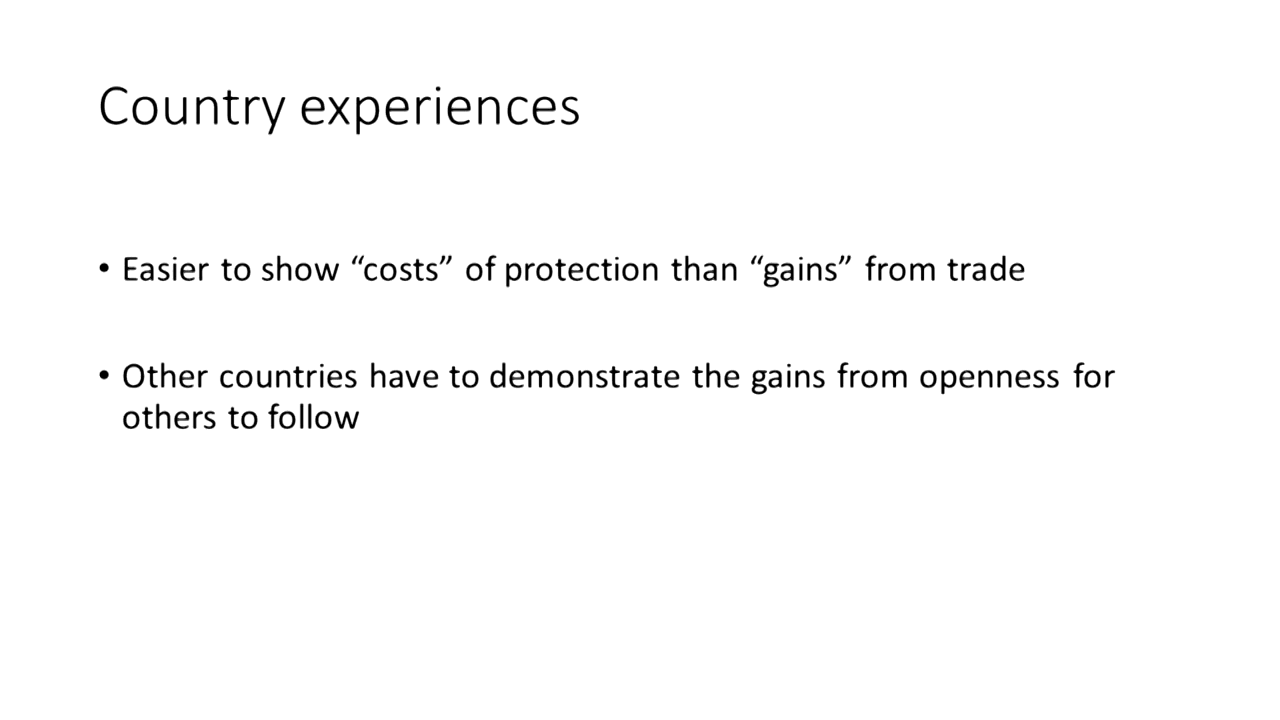 Country experiences
• Easier to show “costs” of protection than “gains” from trade
• Other countries have to demonstrate the gains from openness for
others to follow